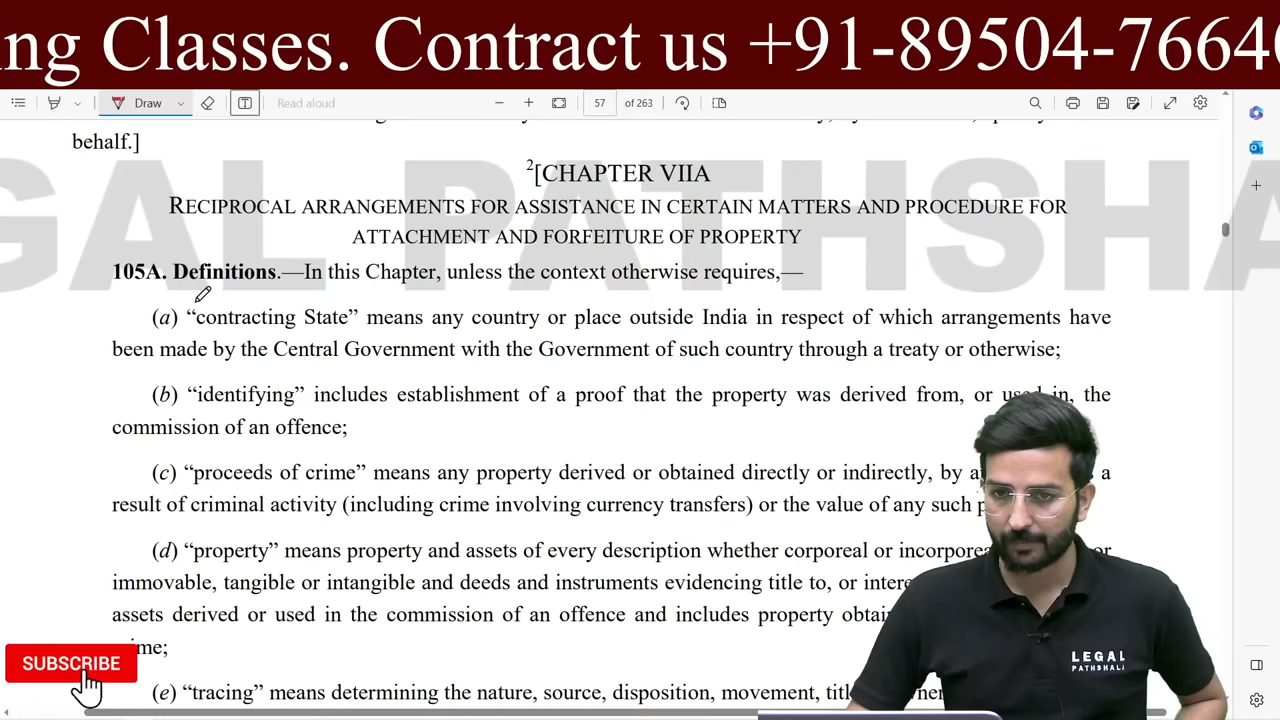 ng Classes. Contract us +91-89504-7664
Draw
Read aloud
57
of 263
behalf.]
2[CHAPTER VIIA
RECIPROCAL ARRANGEMENTS FOR ASSISTANCE IN CERTAIN MATTERS AND PROCEDURE FOR
ATTACHMENT AND FORFEITURE OF PROPERTY
105A. Definitions.—In this Chapter, unless the context otherwise requires,—
(a) “contracting State” means any country or place outside India in respect of which arrangements have
been made by the Central Government with the Government of such country through a treaty or otherwise;
(b) “identifying” includes establishment of a proof that the property was derived from, or used in, the
commission of an offence;
(c) “proceeds of crime” means any property derived or obtained directly or indirectly, by a
result of criminal activity (including crime involving currency transfers) or the value of any such
(d) “property” means property and assets of every description whether corporeal or or
immovable, tangible or intangible and deeds and instruments evidencing title to, or
assets derived or used in the commission of an offence and includes property
(e) “tracing” means determining the nature, source, disposition, movement,
GAL PATHSHA
SUBSCRIBE
LEGAL
PATHSHALA